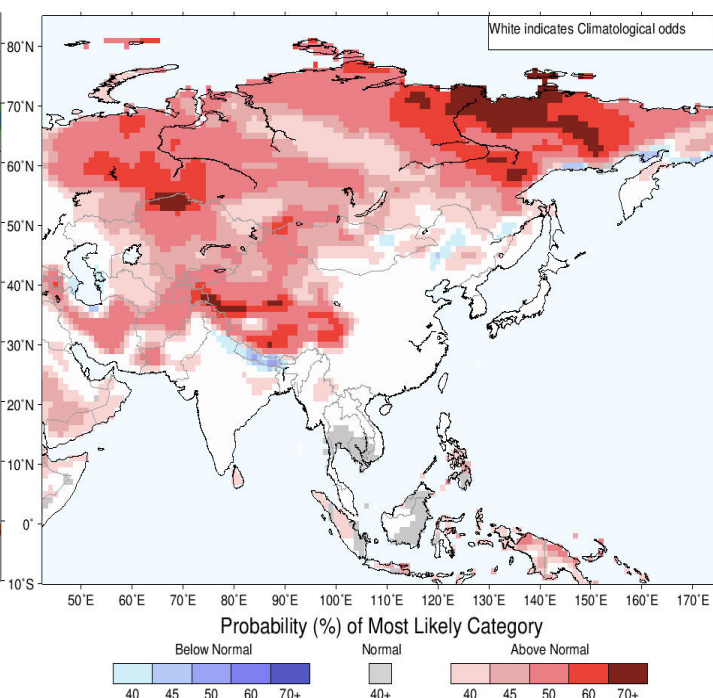 White indicates Climatological odds
80°N
70°N
60°N
50°N
40°N
30°N
20°N
10°N
0°
10°S
50°E 60°E 70°E 80°E 90°E 100°E 110°E 120°E 130°E 140°E 150°E 160°E 170°E
Probability (%) of Most Likely Category
Below Normal Normal Above Normal
40 45 50 60 70+ 40+ 40 45 50 60 70+